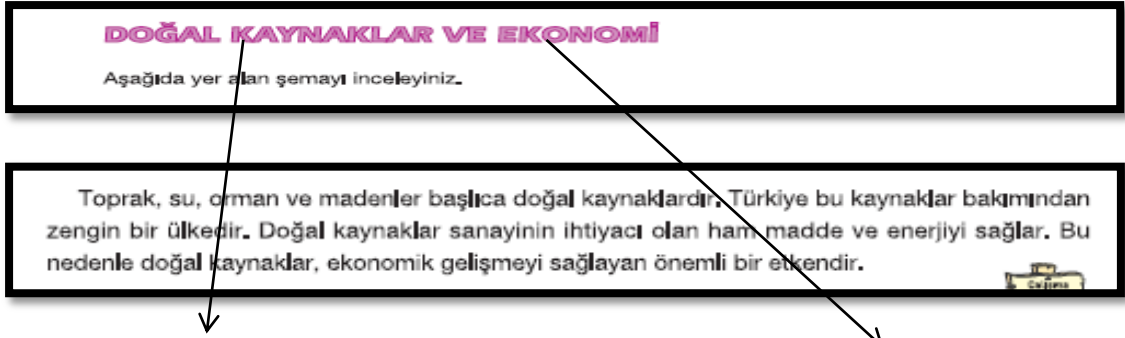 DOĞAL KAYNAKLAR VE EKONOMİ
Aşağıda yer alan şemayı inceleyiniz.
Toprak, su, orman ve madenler başlıca doğal kaynaklardır. Türkiye bu kaynaklar bakımından
zengin bir ülkedir. Doğal kaynaklar sanayinin ihtiyacı olan ham madde ve enerjiyi sağlar. Bu
nedenle doğal kaynaklar, ekonomik gelişmeyi sağlayan önemli bir etkendir.